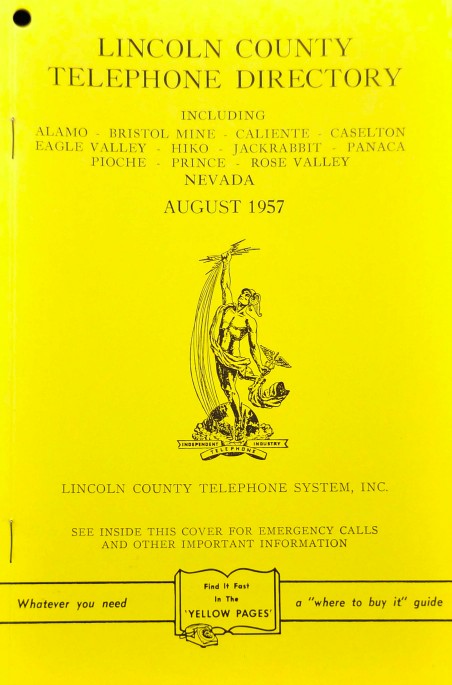 LINCOLN COUNTY
TELEPHONE DIRECTORY
INCLUDING
ALAMO - BRISTOL MINE - CALIENTE - CASELTON
EAGLE VALLEY - HIKO - JACKRABBIT - PANACA
PIOCHE - PRINCE - ROSE VALLEY
NEVADA
AUGUST 1957
INDEPENDENT INDUSTRY
TELEPHONE
LINCOLN COUNTY TELEPHONE SYSTEM, INC.
SEE INSIDE THIS COVER FOR EMERGENCY CALLS
AND OTHER IMPORTANT INFORMATION
Whatever you need
Find It Fast
In The
'YELLOW PAGES'
a "where to buy it" guide